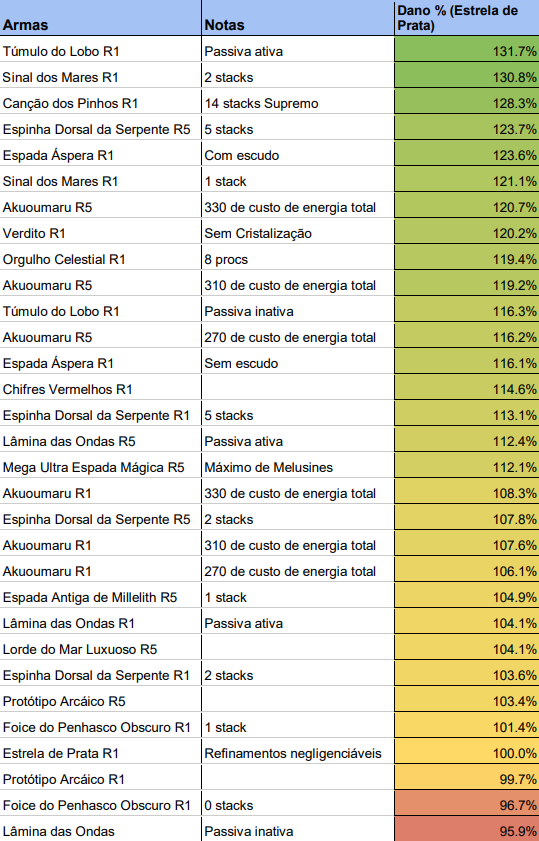 Armas Notas Dano % (Estrela de Prata)
Túmulo do Lobo R1 Passiva ativa 131.7%
Sinal dos Mares R1 2 stacks 130.8%
Canção dos Pinhos R1 14 stacks Supremo 128.3%
Espinha Dorsal da Serpente R5 5 stacks 123.7%
Espada Áspera R1 Com escudo 123.6%
Sinal dos Mares R1 1 stack 121.1%
Akuoumaru R5 330 de custo de energia total 120.7%
Verdito R1 Sem Cristalização 120.2%
Orgulho Celestial R1 8 procs 119.4%
Akuoumaru R5 310 de custo de energia total 119.2%
Túmulo do Lobo R1 Passiva inativa 116.3%
Akuoumaru R5 270 de custo de energia total 116.2%
Espada Áspera R1 Sem escudo 116.1%
Chifres Vermelhos R1 114.6%
Espinha Dorsal da Serpente R1 5 stacks 113.1%
Lâmina das Ondas R5 Passiva ativa 112.4%
Mega Ultra Espada Mágica R5 Máximo de Melusines 112.1%
Akuoumaru R1 330 de custo de energia total 108.3%
Espinha Dorsal da Serpente R5 2 stacks 107.8%
Akuoumaru R1 310 de custo de energia total 107.6%
Akuoumaru R1 270 de custo de energia total 106.1%
Espada Antiga de Millelith R5 1 stack 104.9%
Lâmina das Ondas R1 Passiva ativa 104.1%
Lorde do Mar Luxuoso R5 104.1%
Espinha Dorsal da Serpente R1 2 stacks 103.6%
Protótipo Arcáico R5 103.4%
Foice do Penhasco Obscuro R1 1 stack 101.4%
Estrela de Prata R1 Refinamentos negligenciáveis 100.0%
Protótipo Arcáico R1 99.7%
Foice do Penhasco Obscuro R1 0 stacks 96.7%
Lâmina das Ondas Passiva inativa 95.9%